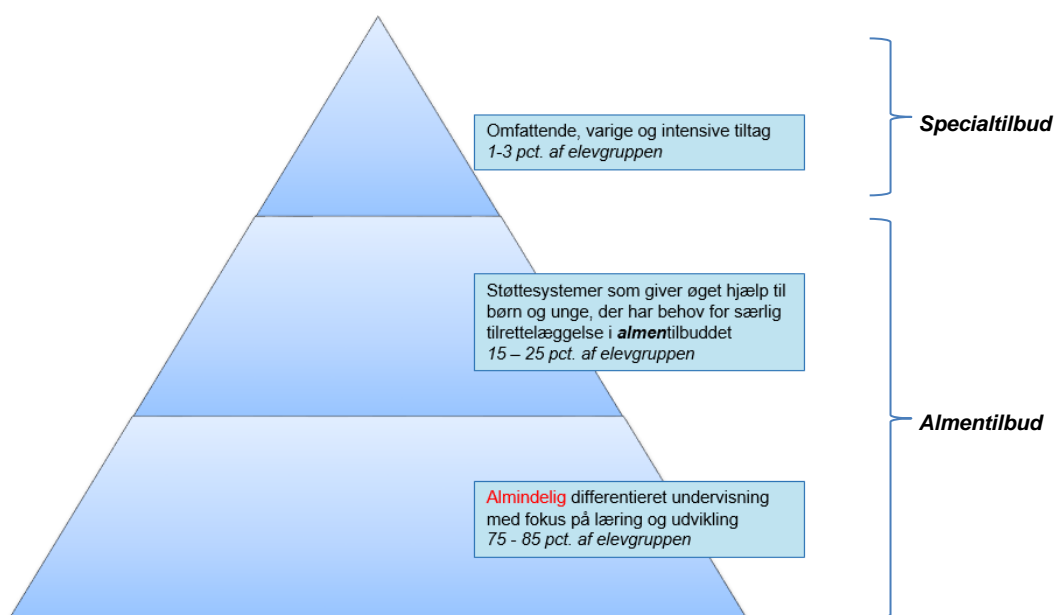 Omfattende, varige og intensive tiltag
1-3 pct. af elevgruppen
Specialtilbud
Støttesystemer som giver øget hjælp til
børn og unge, der har behov for særlig
tilrettelæggelse i almentilbuddet
15 – 25 pct. af elevgruppen
Almentilbud
Almindelig differentieret undervisning
med fokus på læring og udvikling
75 - 85 pct. af elevgruppen